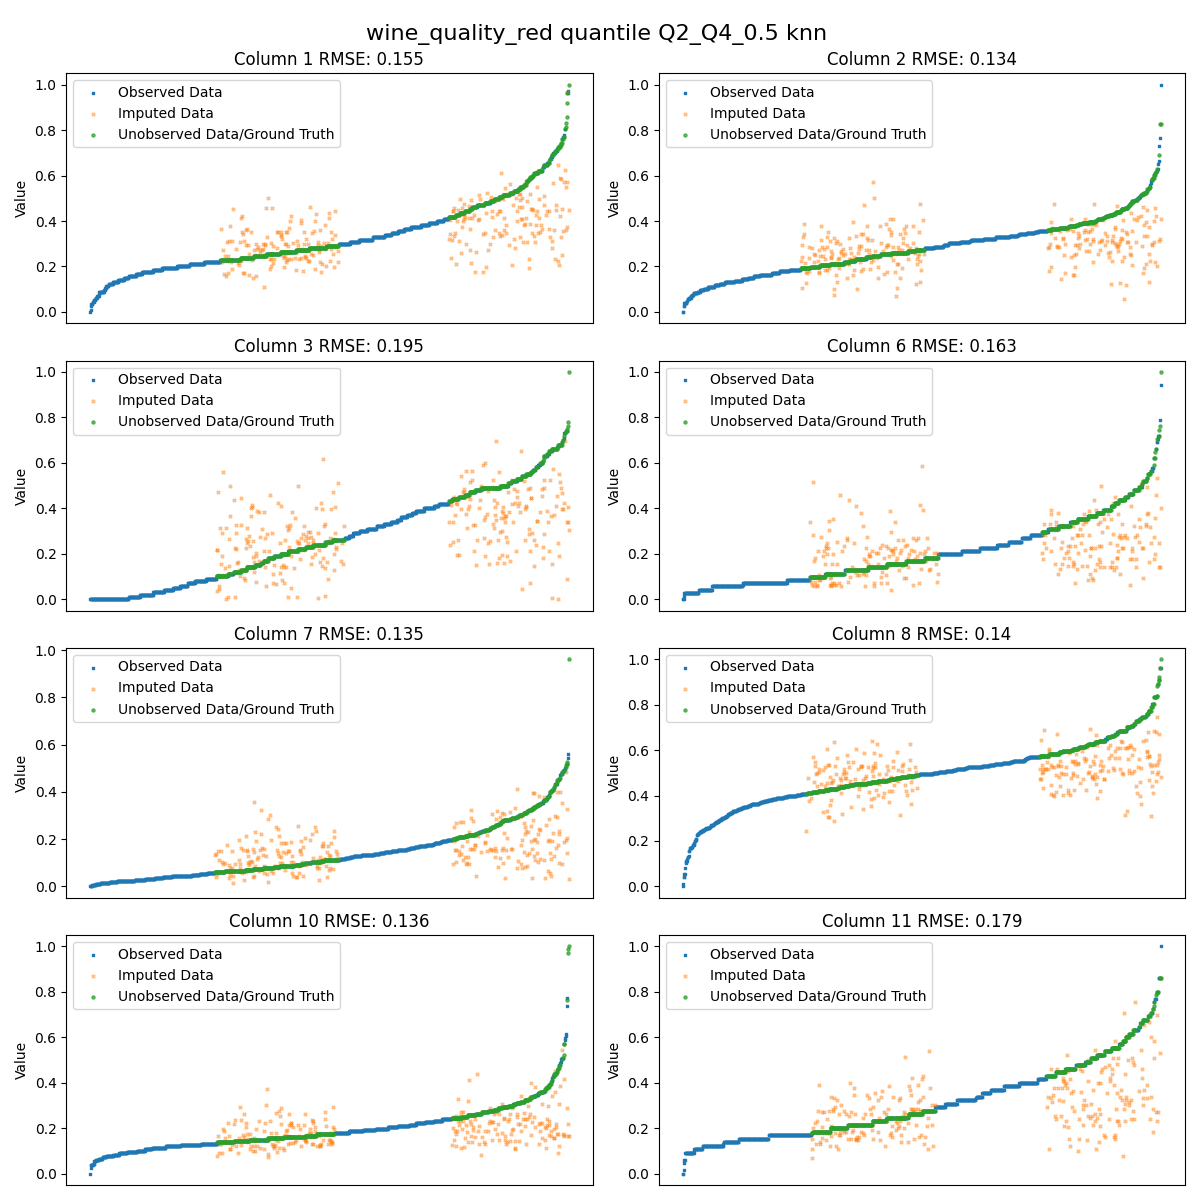 wine_quality_red quantile Q2_Q4_0.5 knn
Column 1 RMSE: 0.155
Value
1.0
0.8
0.6
0.4
0.2
0.0
Observed Data
Imputed Data
Unobserved Data/Ground Truth
Column 2 RMSE: 0.134
Value
1.0
0.8
0.6
0.4
0.2
0.0
Observed Data
Imputed Data
Unobserved Data/Ground Truth
Column 3 RMSE: 0.195
Value
1.0
0.8
0.6
0.4
0.2
0.0
Observed Data
Imputed Data
Unobserved Data/Ground Truth
Column 6 RMSE: 0.163
Value
1.0
0.8
0.6
0.4
0.2
0.0
Observed Data
Imputed Data
Unobserved Data/Ground Truth
Column 7 RMSE: 0.135
Value
1.0
0.8
0.6
0.4
0.2
0.0
Observed Data
Imputed Data
Unobserved Data/Ground Truth
Column 8 RMSE: 0.14
Value
1.0
0.8
0.6
0.4
0.2
0.0
Observed Data
Imputed Data
Unobserved Data/Ground Truth
Column 10 RMSE: 0.136
Value
1.0
0.8
0.6
0.4
0.2
0.0
Observed Data
Imputed Data
Unobserved Data/Ground Truth
Column 11 RMSE: 0.179
Value
1.0
0.8
0.6
0.4
0.2
0.0
Observed Data
Imputed Data
Unobserved Data/Ground Truth